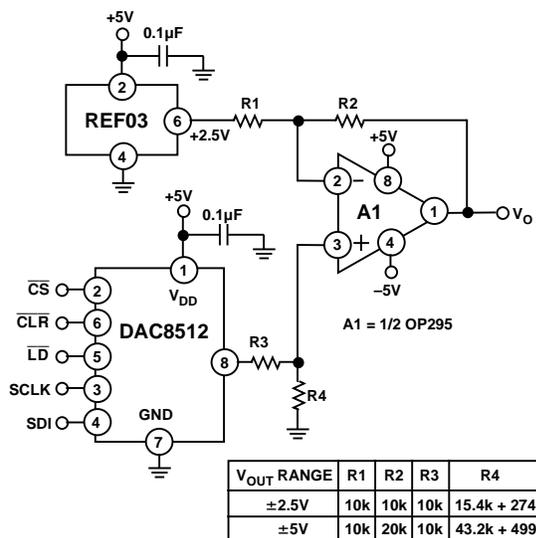 +5V
0.1µF
2
REF03
6
+2.5V
4
R1
R2
+5V
2
−
8
A1
1
VO
3
+
4
−5V
A1 = 1/2 OP295
+5V
0.1µF
1
VDD
CS
2
CLR
6
DAC8512
LD
5
8
R3
SCLK
3
R4
SDI
4
GND
7
VOUT RANGE R1 R2 R3 R4
±2.5V 10k 10k 10k 15.4k + 274
±5V 10k 20k 10k 43.2k + 499